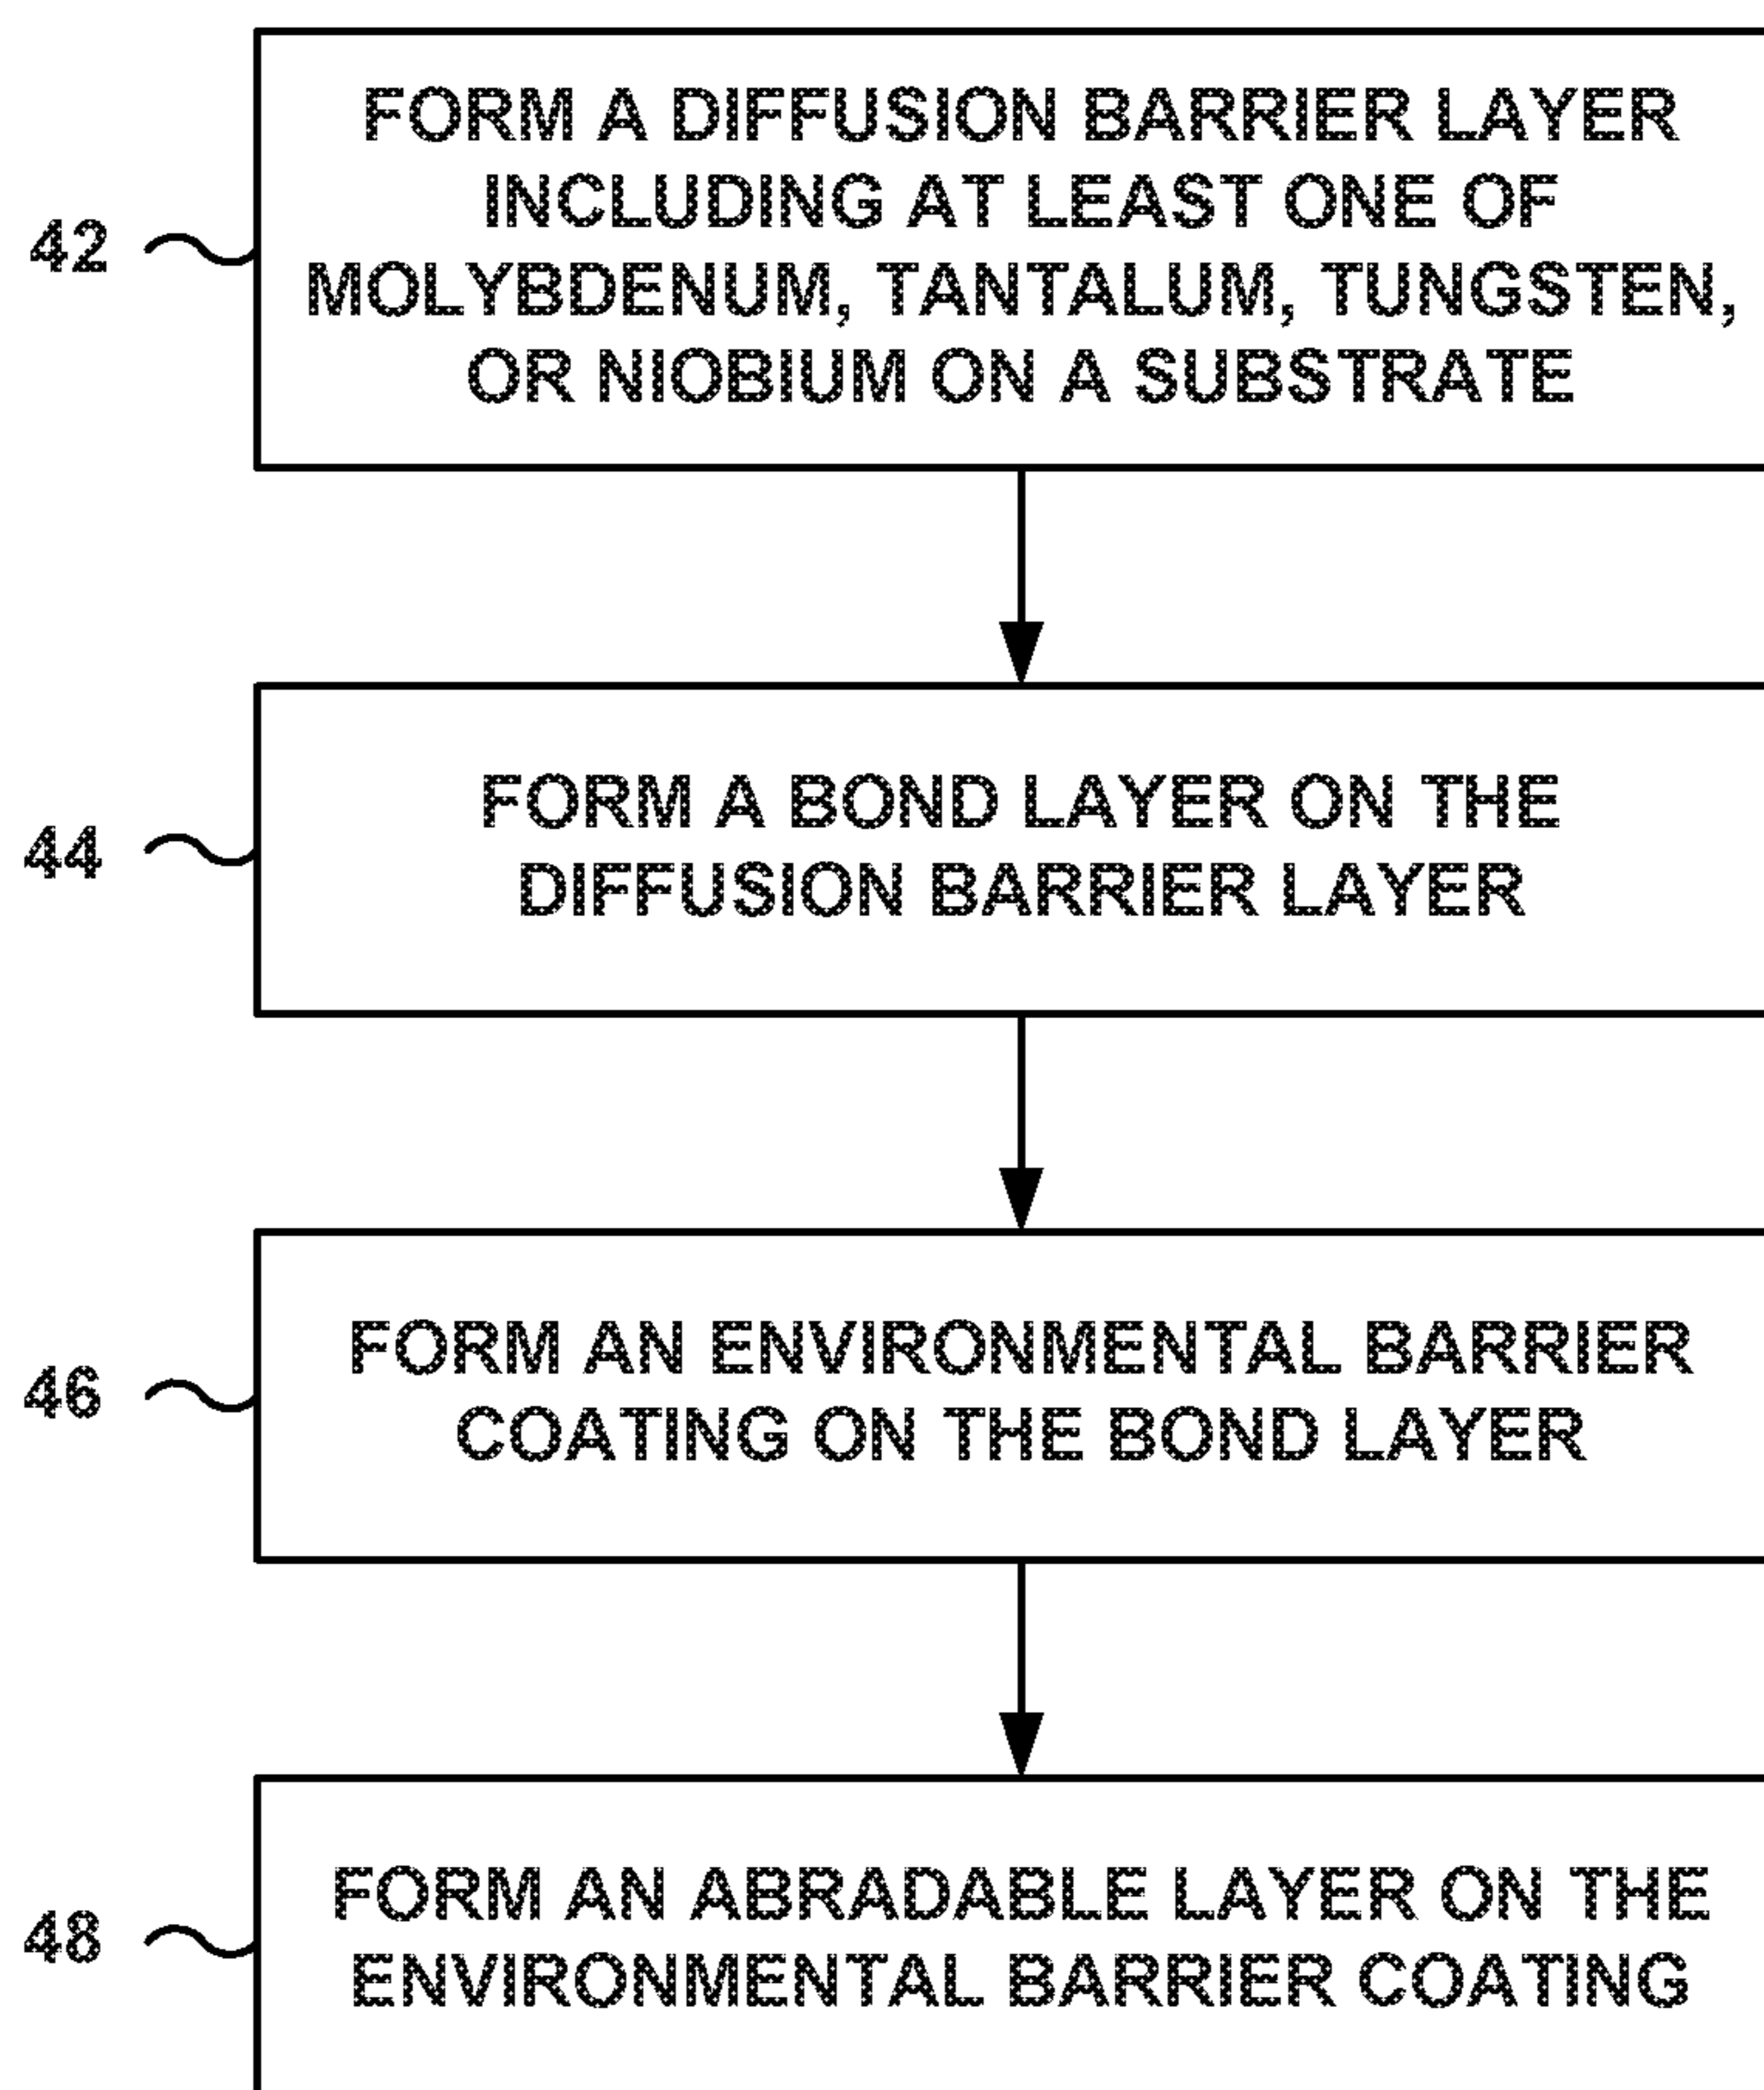 FORM A DIFFUSION BARRIER LAYER
INCLUDING AT LEAST ONE OF
42
MOLYBDENUM, TANTALUM, TUNGSTEN,
OR NIOBIUM ON A SUBSTRATE
FORM A BOND LAYER ON THE
44
DIFFUSION BARRIER LAYER
FORM AN ENVIRONMENTAL BARRIER
46
COATING ON THE BOND LAYER
FORM AN ABRADABLE LAYER ON THE
48
ENVIRONMENTAL BARRIER COATING